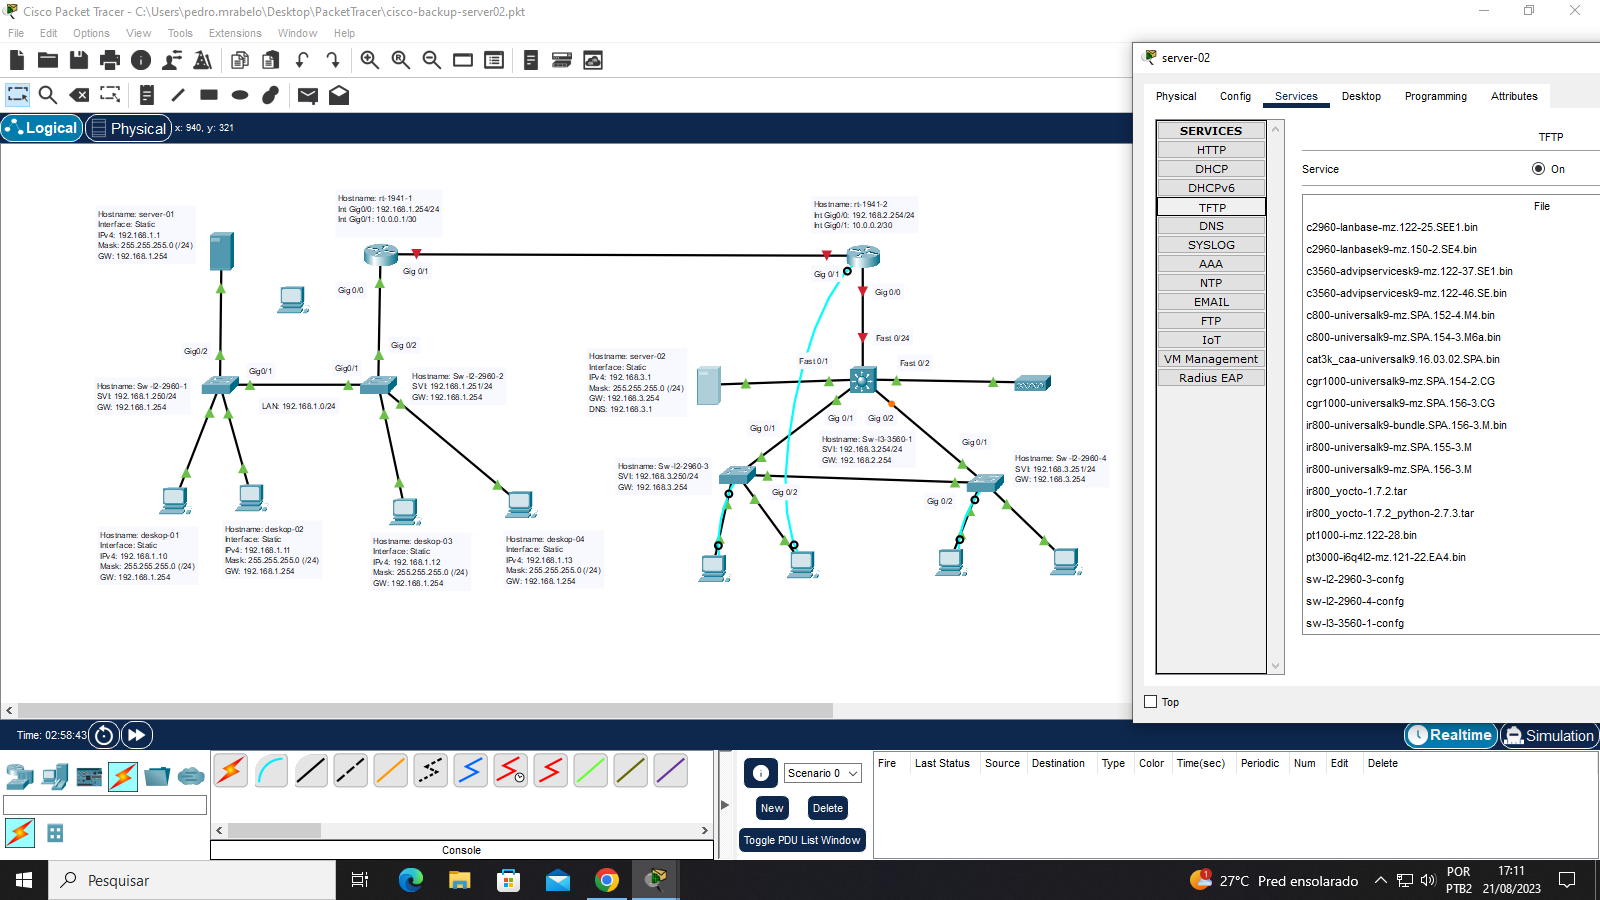 Cisco Packet Tracer - C:\Users\pedro.mrabelo\Desktop\PacketTracer\cisco-backup-server02.pkt
File Edit Options View Tools Extensions Window Help
Logical Physical x: 940, y: 321
Hostname: server-01
Interface: Static
IPv4: 192.168.1.1
Mask: 255.255.255.0 (/24)
GW: 192.168.1.254
Hostname: rt-1941-1
Int Gig0/0: 192.168.1.254/24
Int Gig0/1: 10.0.0.1/30
Gig 0/1
Gig 0/0
Gig 0/2
Gig0/2
Gig0/1
Gig0/1
Hostname: Sw-l2-2960-1
SVI: 192.168.1.250/24
GW: 192.168.1.254
LAN: 192.168.1.0/24
Hostname: Sw-l2-2960-2
SVI: 192.168.1.251/24
GW: 192.168.1.254
Hostname: deskop-01
Interface: Static
IPv4: 192.168.1.10
Mask: 255.255.255.0 (/24)
GW: 192.168.1.254
Hostname: deskop-02
Interface: Static
IPv4: 192.168.1.11
Mask: 255.255.255.0 (/24)
GW: 192.168.1.254
Hostname: deskop-03
Interface: Static
IPv4: 192.168.1.12
Mask: 255.255.255.0 (/24)
GW: 192.168.1.254
Hostname: deskop-04
Interface: Static
IPv4: 192.168.1.13
Mask: 255.255.255.0 (/24)
GW: 192.168.1.254
Hostname: rt-1941-2
Int Gig0/0: 192.168.2.254/24
Int Gig0/1: 10.0.0.2/30
Gig 0/1
Gig 0/0
Fast 0/24
Fast 0/1
Fast 0/2
Hostname: server-02
Interface: Static
IPv4: 192.168.3.1
Mask: 255.255.255.0 (/24)
GW: 192.168.3.254
DNS: 192.168.3.1
Gig 0/1
Gig 0/2
Gig 0/1
Hostname: Sw-l3-3560-1
SVI: 192.168.3.254/24
GW: 192.168.2.254
Gig 0/1
Hostname: Sw-l2-2960-3
SVI: 192.168.3.250/24
GW: 192.168.3.254
Gig 0/2
Gig 0/2
Hostname: Sw-l2-2960-4
SVI: 192.168.3.251/24
GW: 192.168.3.254
server-02
Physical Config Services Desktop Programming Attributes
SERVICES
HTTP
DHCP
DHCPv6
TFTP
DNS
SYSLOG
AAA
NTP
EMAIL
FTP
IoT
VM Management
Radius EAP
TFTP
Service On
File
c2960-lanbase-mz.122-25.SEE1.bin
c2960-lanbasek9-mz.150-2.SE4.bin
c3560-advipservicesk9-mz.122-37.SE1.bin
c3560-advipservicesk9-mz.122-46.SE.bin
c800-universalk9-mz.SPA.152-4.M4.bin
c800-universalk9-mz.SPA.154-3.M6a.bin
cat3k_caa-universalk9.16.03.02.SPA.bin
cgr1000-universalk9-mz.SPA.154-2.CG
cgr1000-universalk9-mz.SPA.156-3.CG
ir800-universalk9-bundle.SPA.156-3.M.bin
ir800-universalk9-mz.SPA.155-3.M
ir800-universalk9-mz.SPA.156-3.M
ir800_yocto-1.7.2.tar
ir800_yocto-1.7.2_python-2.7.3.tar
pt1000-i-mz.122-28.bin
pt3000-i6q4l2-mz.121-22.EA4.bin
sw-l2-2960-3-confg
sw-l2-2960-4-confg
sw-l3-3560-1-confg
Top
Time: 02:58:43
Realtime Simulation
Console
Scenario 0
New Delete
Toggle PDU List Window
Fire Last Status Source Destination Type Color Time(sec) Periodic Num Edit Delete
Pesquisar
1
27°C Pred ensolarado
POR
PTB2
17:11
21/08/2023